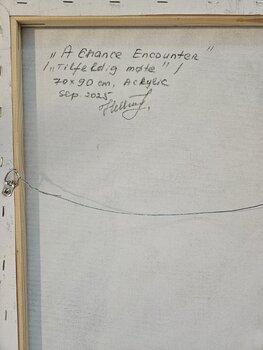 „A Chance Encounter"
/„Tilfeldig møte"/
70 x 90 cm, Acrylic
Sep. 2025